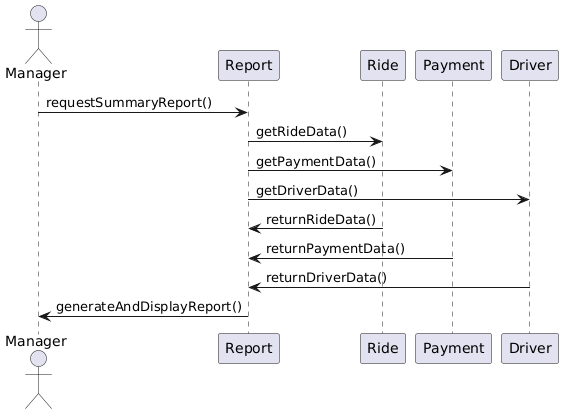 Manager
Report
Ride
Payment
Driver
requestSummaryReport()
getRideData()
getPaymentData()
getDriverData()
returnRideData()
returnPaymentData()
returnDriverData()
generateAndDisplayReport()
Manager
Report
Ride
Payment
Driver